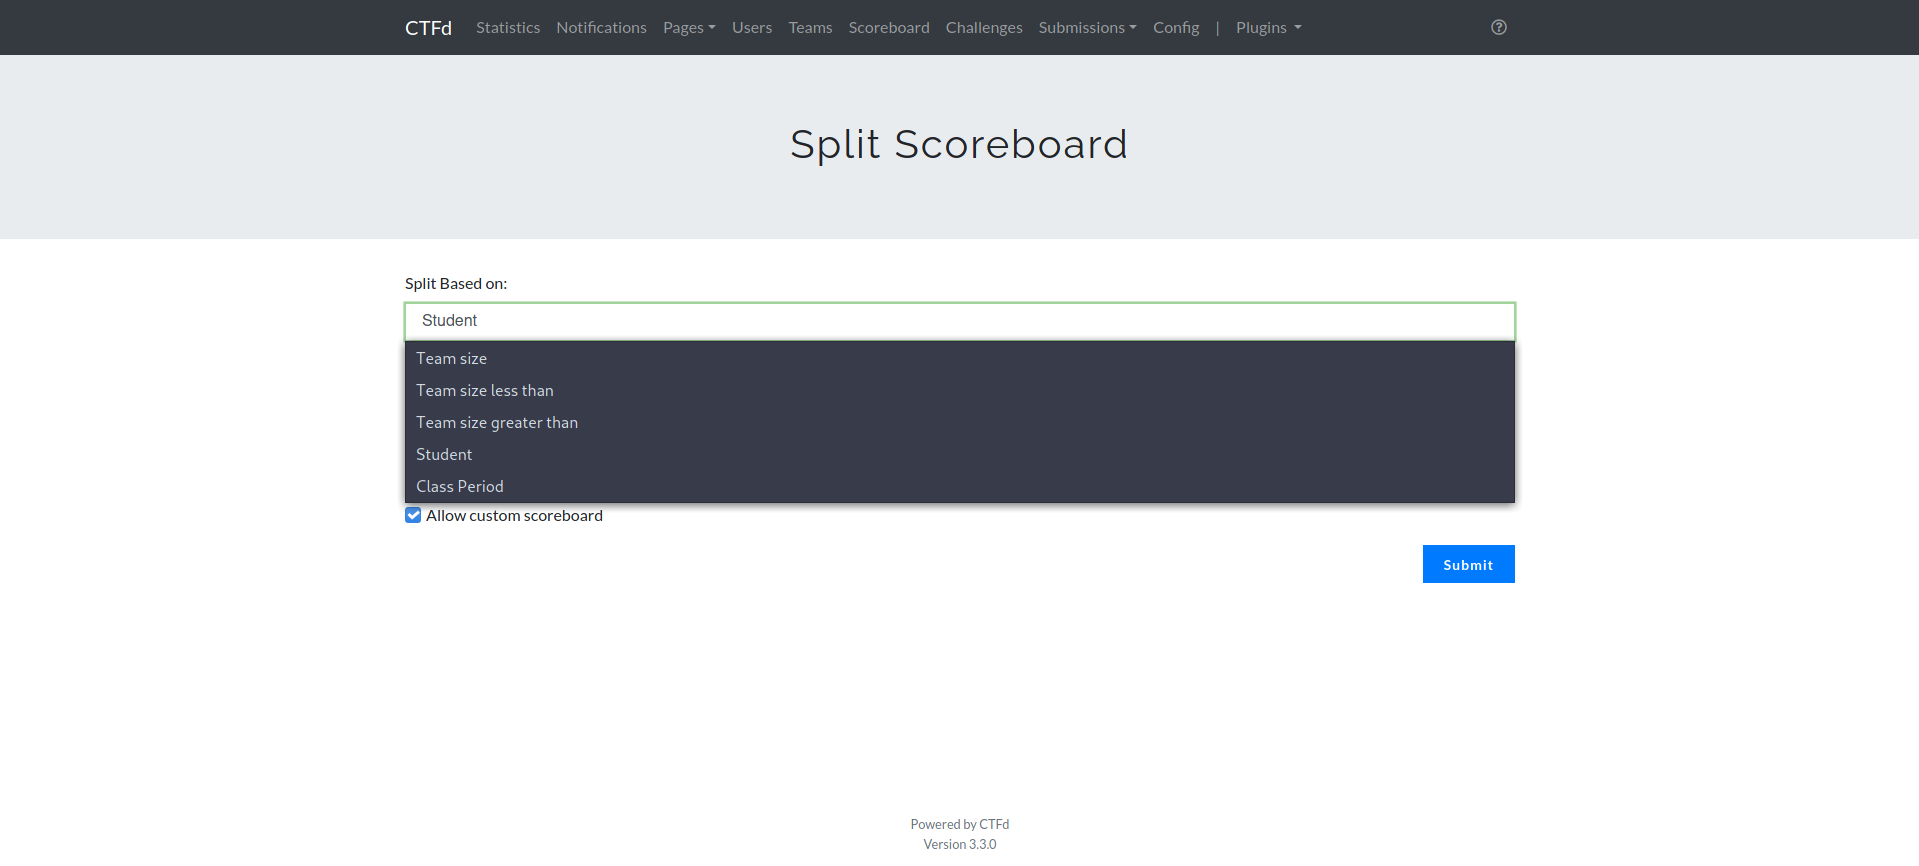 CTFd Statistics Notifications Pages Users Teams Scoreboard Challenges Submissions Config | Plugins
Split Scoreboard
Split Based on:
Student
Team size
Team size less than
Team size greater than
Student
Class Period
Allow custom scoreboard
Submit
Powered by CTFd
Version 3.3.0